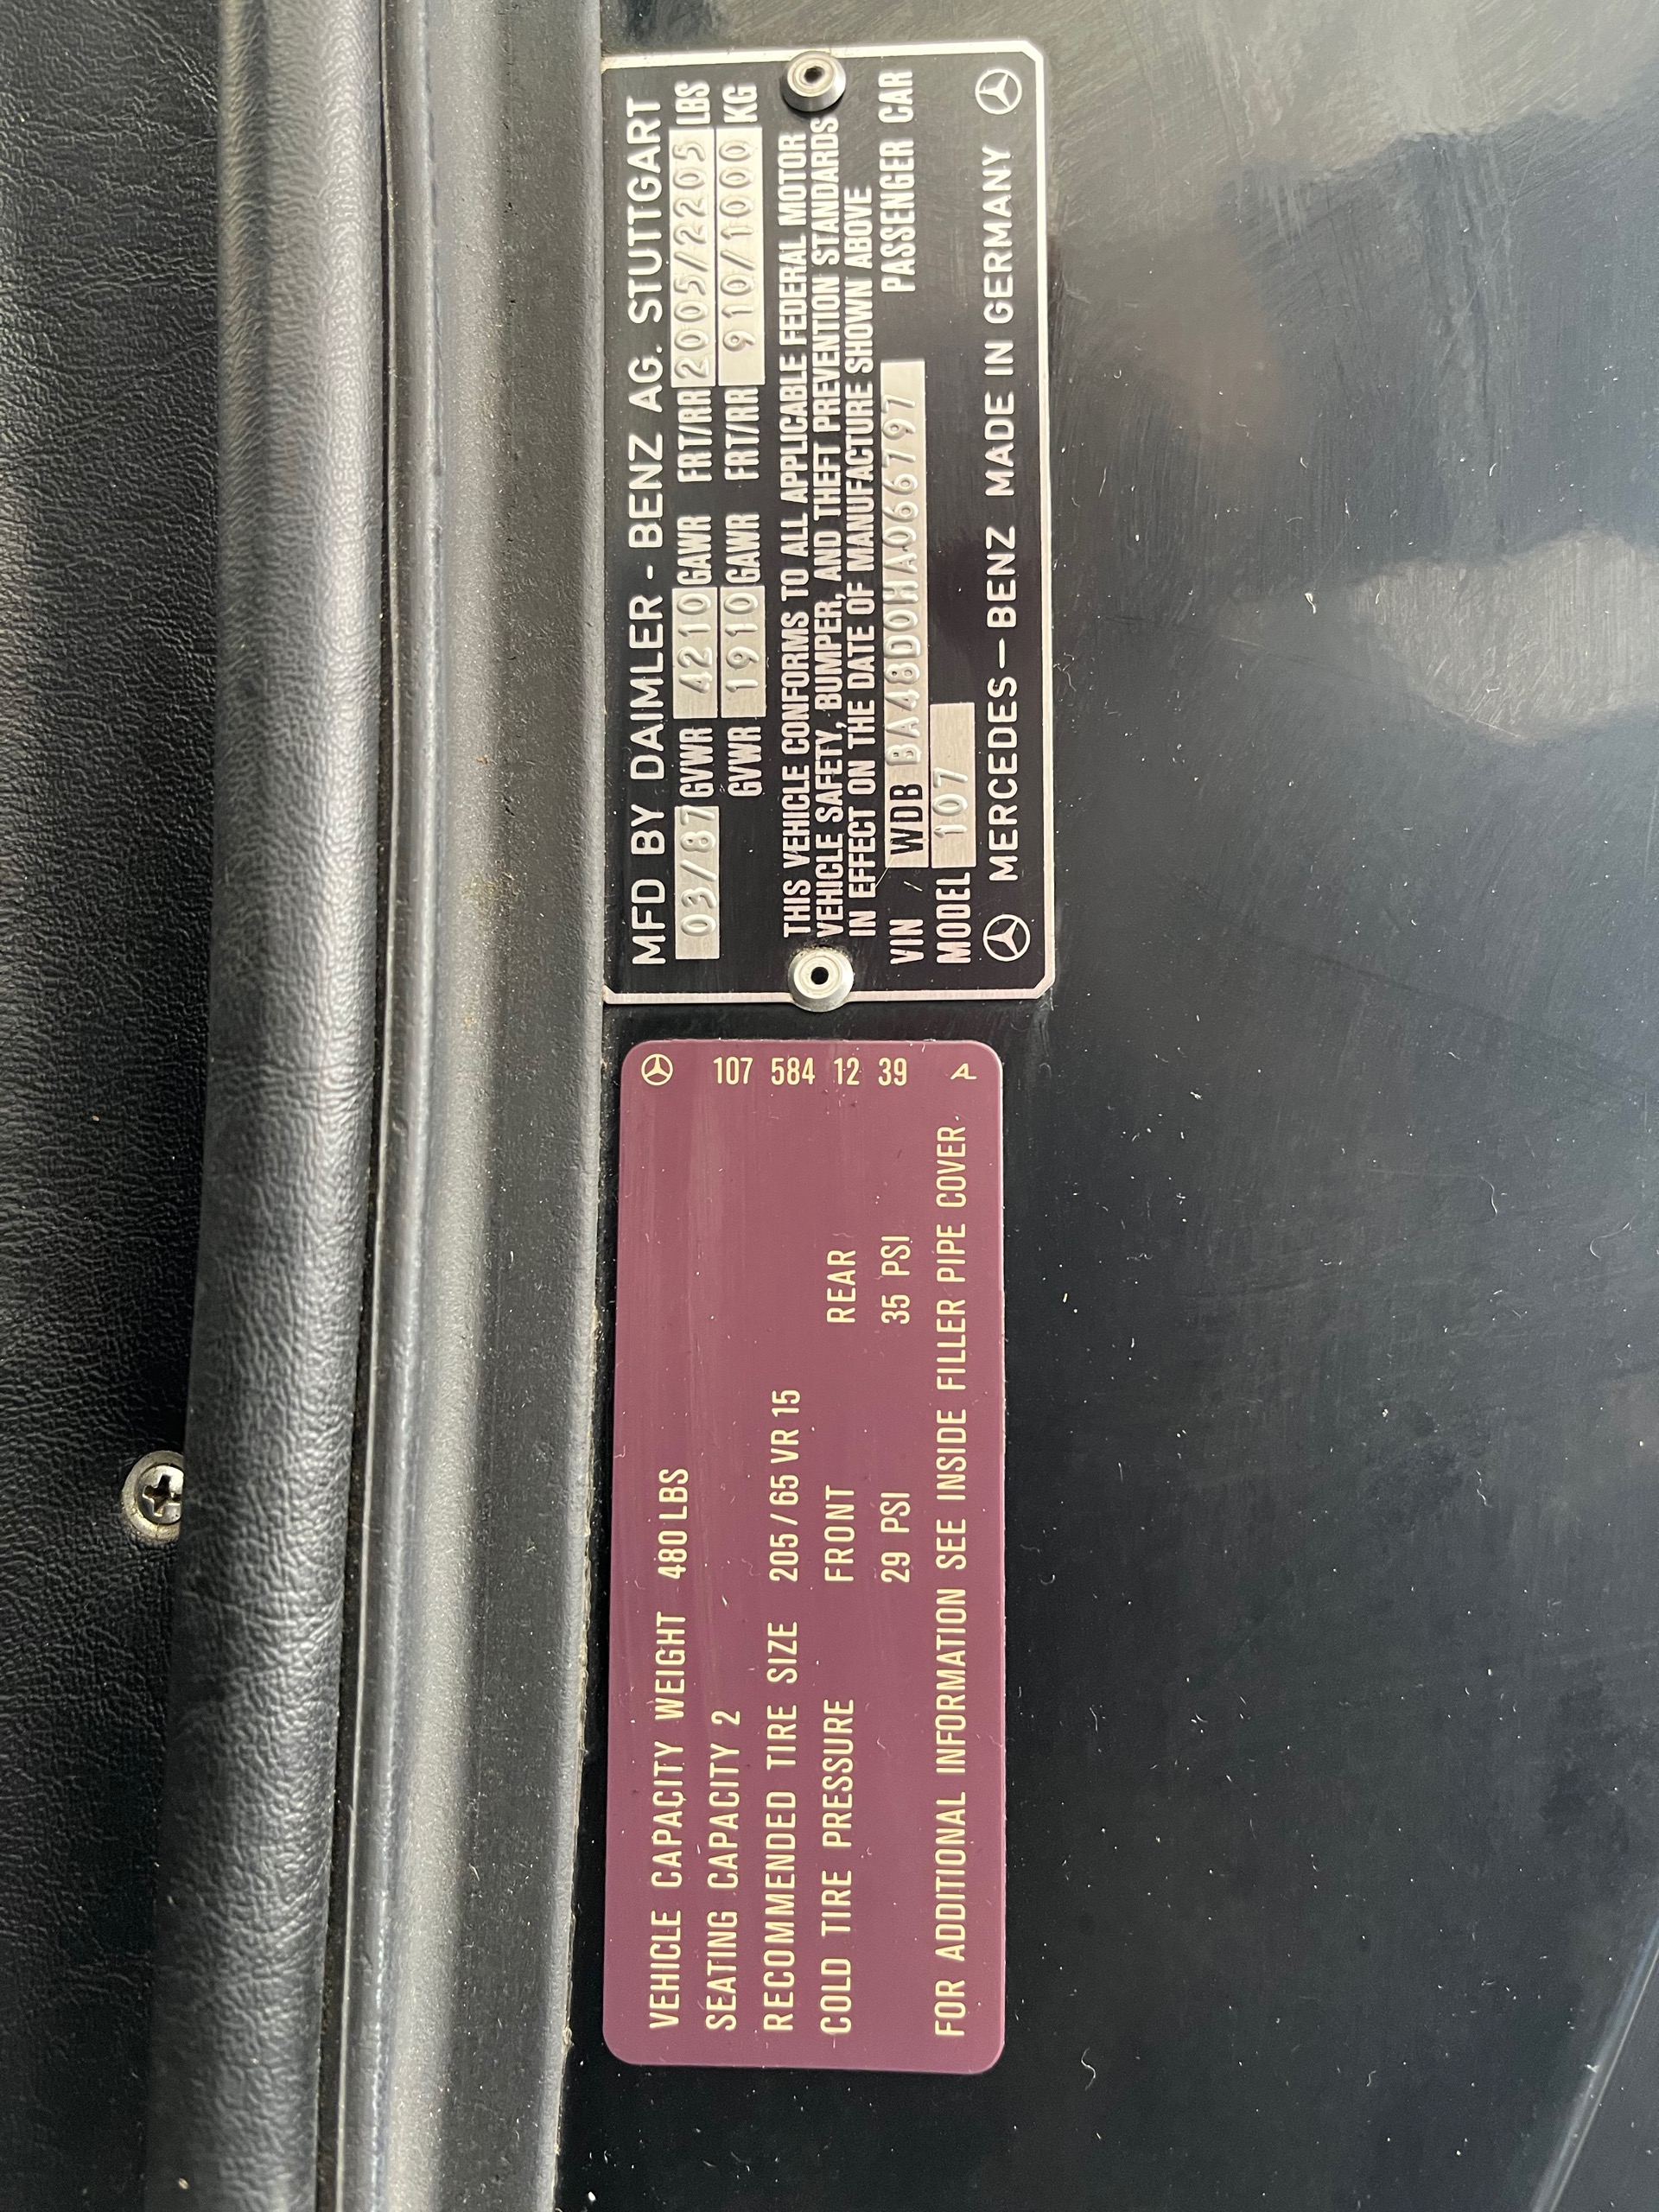 MFD BY DAIMLER - BENZ AG. STUTTGART
03/87 GVWR 4210 GAWR FRT/RR 2005/2205 LBS
GVWR 1910 GAWR FRT/RR 910/1000 KG
THIS VEHICLE CONFORMS TO ALL APPLICABLE FEDERAL MOTOR
VEHICLE SAFETY, BUMPER, AND THEFT PREVENTION STANDARDS
IN EFFECT ON THE DATE OF MANUFACTURE SHOWN ABOVE
VIN WDB BA48D0HA066797 PASSENGER CAR
MODEL 107
MERCEDES-BENZ MADE IN GERMANY
107 584 12 39 A
VEHICLE CAPACITY WEIGHT 480 LBS
SEATING CAPACITY 2
RECOMMENDED TIRE SIZE 205/65 VR 15
COLD TIRE PRESSURE FRONT REAR
29 PSI 35 PSI
FOR ADDITIONAL INFORMATION SEE INSIDE FILLER PIPE COVER